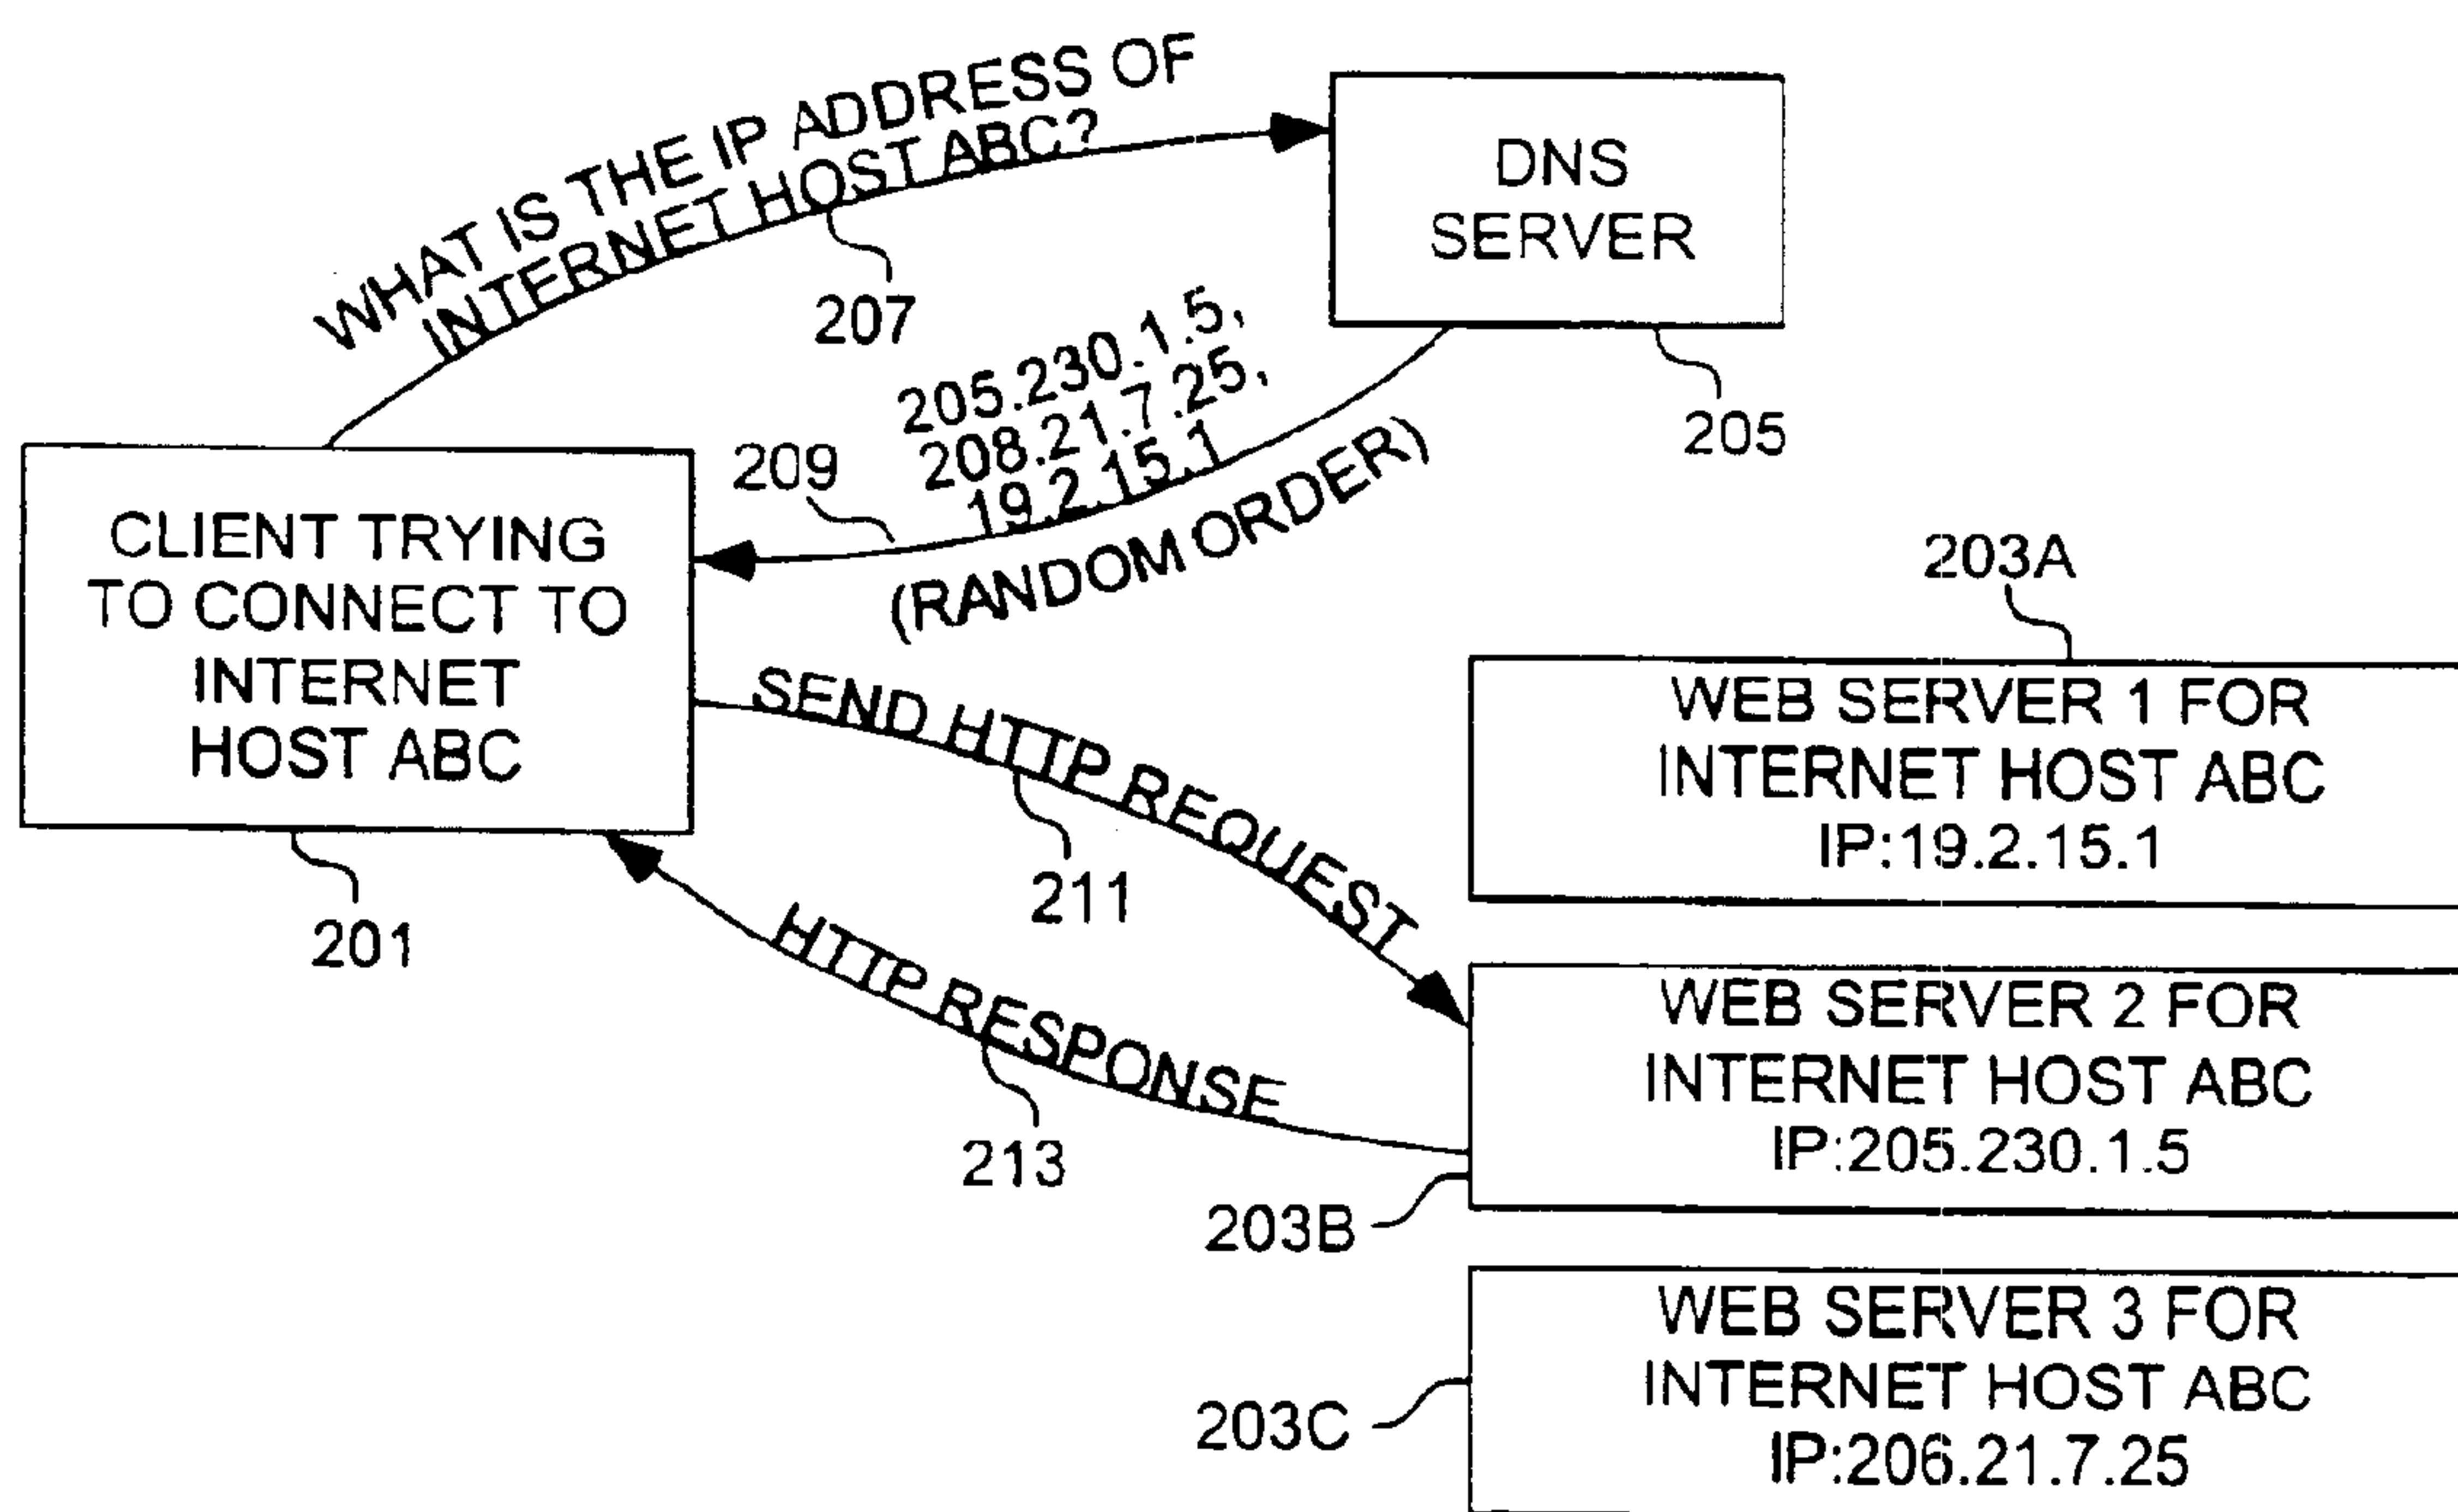 WHAT IS THE IP ADDRESS OF
INTERNET HOST ABC?
207
DNS
SERVER
205
205.230.1.5,
208.21.7.25,
19.2.15.1
(RANDOM ORDER)
209
CLIENT TRYING
TO CONNECT TO
INTERNET
HOST ABC
201
SEND HTTP REQUEST
211
HTTP RESPONSE
213
203A
WEB SERVER 1 FOR
INTERNET HOST ABC
IP:19.2.15.1
WEB SERVER 2 FOR
INTERNET HOST ABC
IP:205.230.1.5
203B
WEB SERVER 3 FOR
INTERNET HOST ABC
IP:206.21.7.25
203C